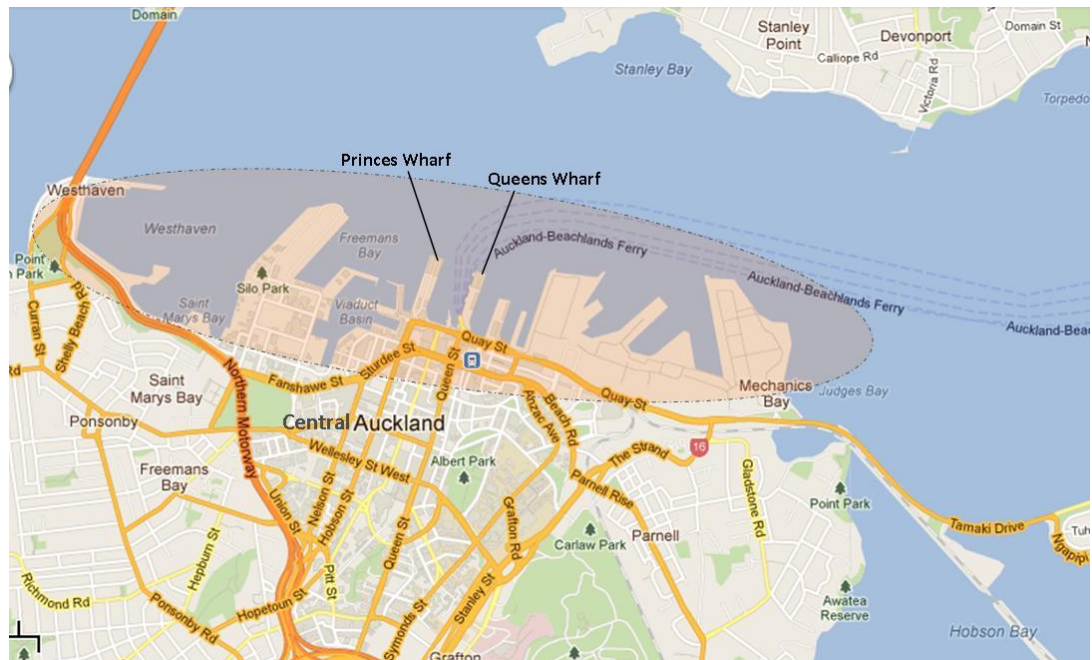 Domain
Stanley
Point
Devonport
Domain St
Calliope Rd
Victoria Rd
Stanley Bay
Torpedo
Princes Wharf
Queens Wharf
Westhaven
Westhaven
Freemans
Bay
Auckland-Beachlands Ferry
Auckland-Beachlands Ferry
Auckland-Be
Point
n Park
Silo Park
Saint
Marys Bay
Viaduct
Basin
Curran St
Shelly Beach Rd
Quay St
Sturdee St
Queen St
Fanshawe St
Northern Motorway
Rd
Saint
Marys Bay
Ponsonby
Central Auckland
Anzac Ave
Beach Rd
Quay St
Mechanics
Bay
Judges Bay
Wellesley St West
Albert Park
The Strand
16
Freemans
Bay
Nelson St
Hobson St
Union St
Queen St
Grafton Rd
Parnell Rise
Gladstone Rd
Point Park
Parnell
Carlaw Park
Tamaki Drive
Tuh
Ngapipi
Hepburn St
Richmond Rd
Ponsonby Rd
Hopetoun St
Pitt St
Symonds St
Stanley St
Grafton
Awatea
Reserve
Hobson Bay